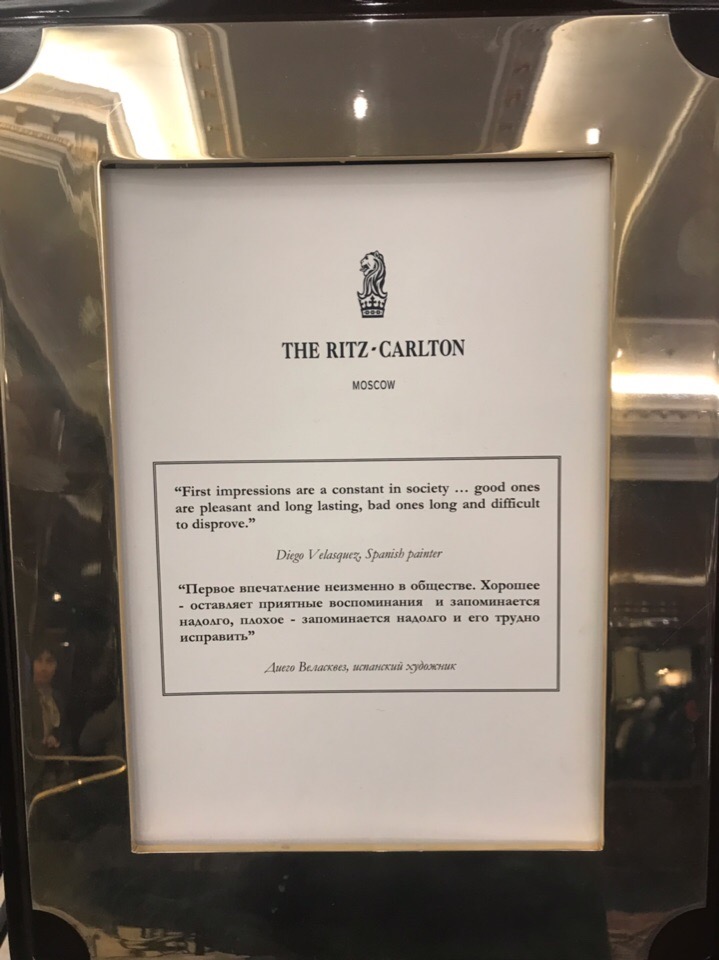 THE RITZ-CARLTON
MOSCOW
“First impressions are a constant in society … good ones
are pleasant and long lasting, bad ones long and difficult
to disprove.”
Diego Velasquez, Spanish painter
“Первое впечатление неизменно в обществе. Хорошее
- оставляет приятные воспоминания и запоминается
надолго, плохое - запоминается надолго и его трудно
исправить”
Диего Веласквез, испанский художник